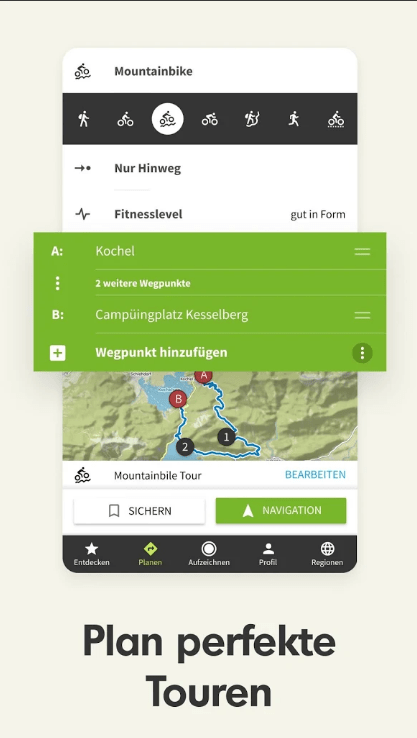 Mountainbike
Nur Hinweg
Fitnesslevel gut in Form
A: Kochel
2 weitere Wegpunkte
B: Campüingplatz Kesselberg
Wegpunkt hinzufügen
A
B
1
2
Mountainbile Tour BEARBEITEN
SICHERN NAVIGATION
Entdecken Planen Aufzeichnen Profil Regionen
Plan perfekte
Touren